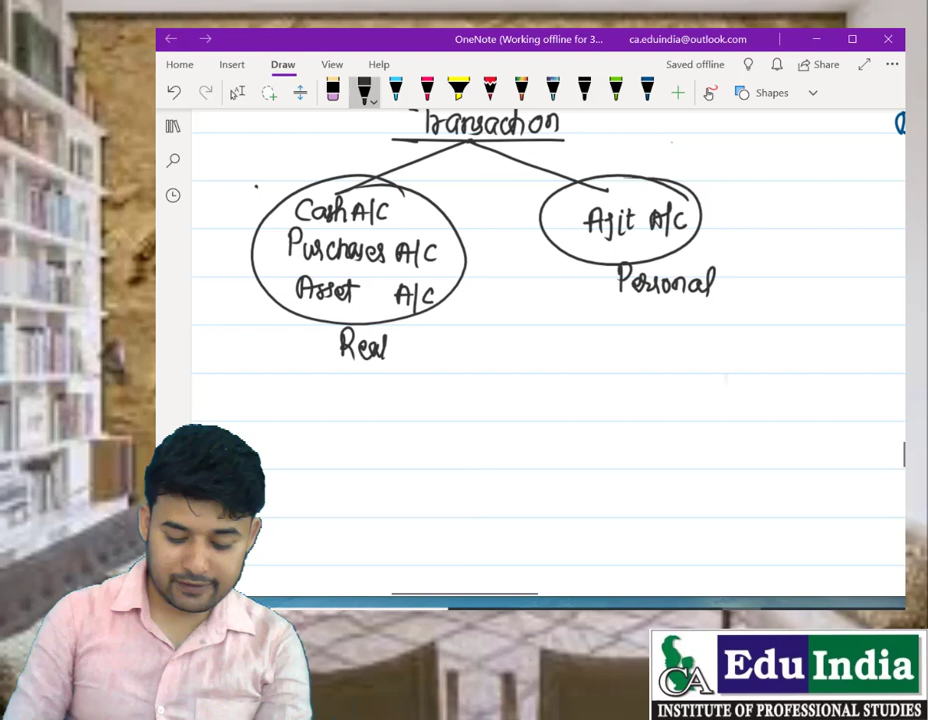 OneNote (Working offline for 3... ca.eduindia@outlook.com
Home Insert Draw View Help Saved offline Share
Shapes
Transaction
Cash A/C
Purchases A/C
Asset A/C
Real
Ajit A/C
Personal
CA
Edu India
INSTITUTE OF PROFESSIONAL STUDIES